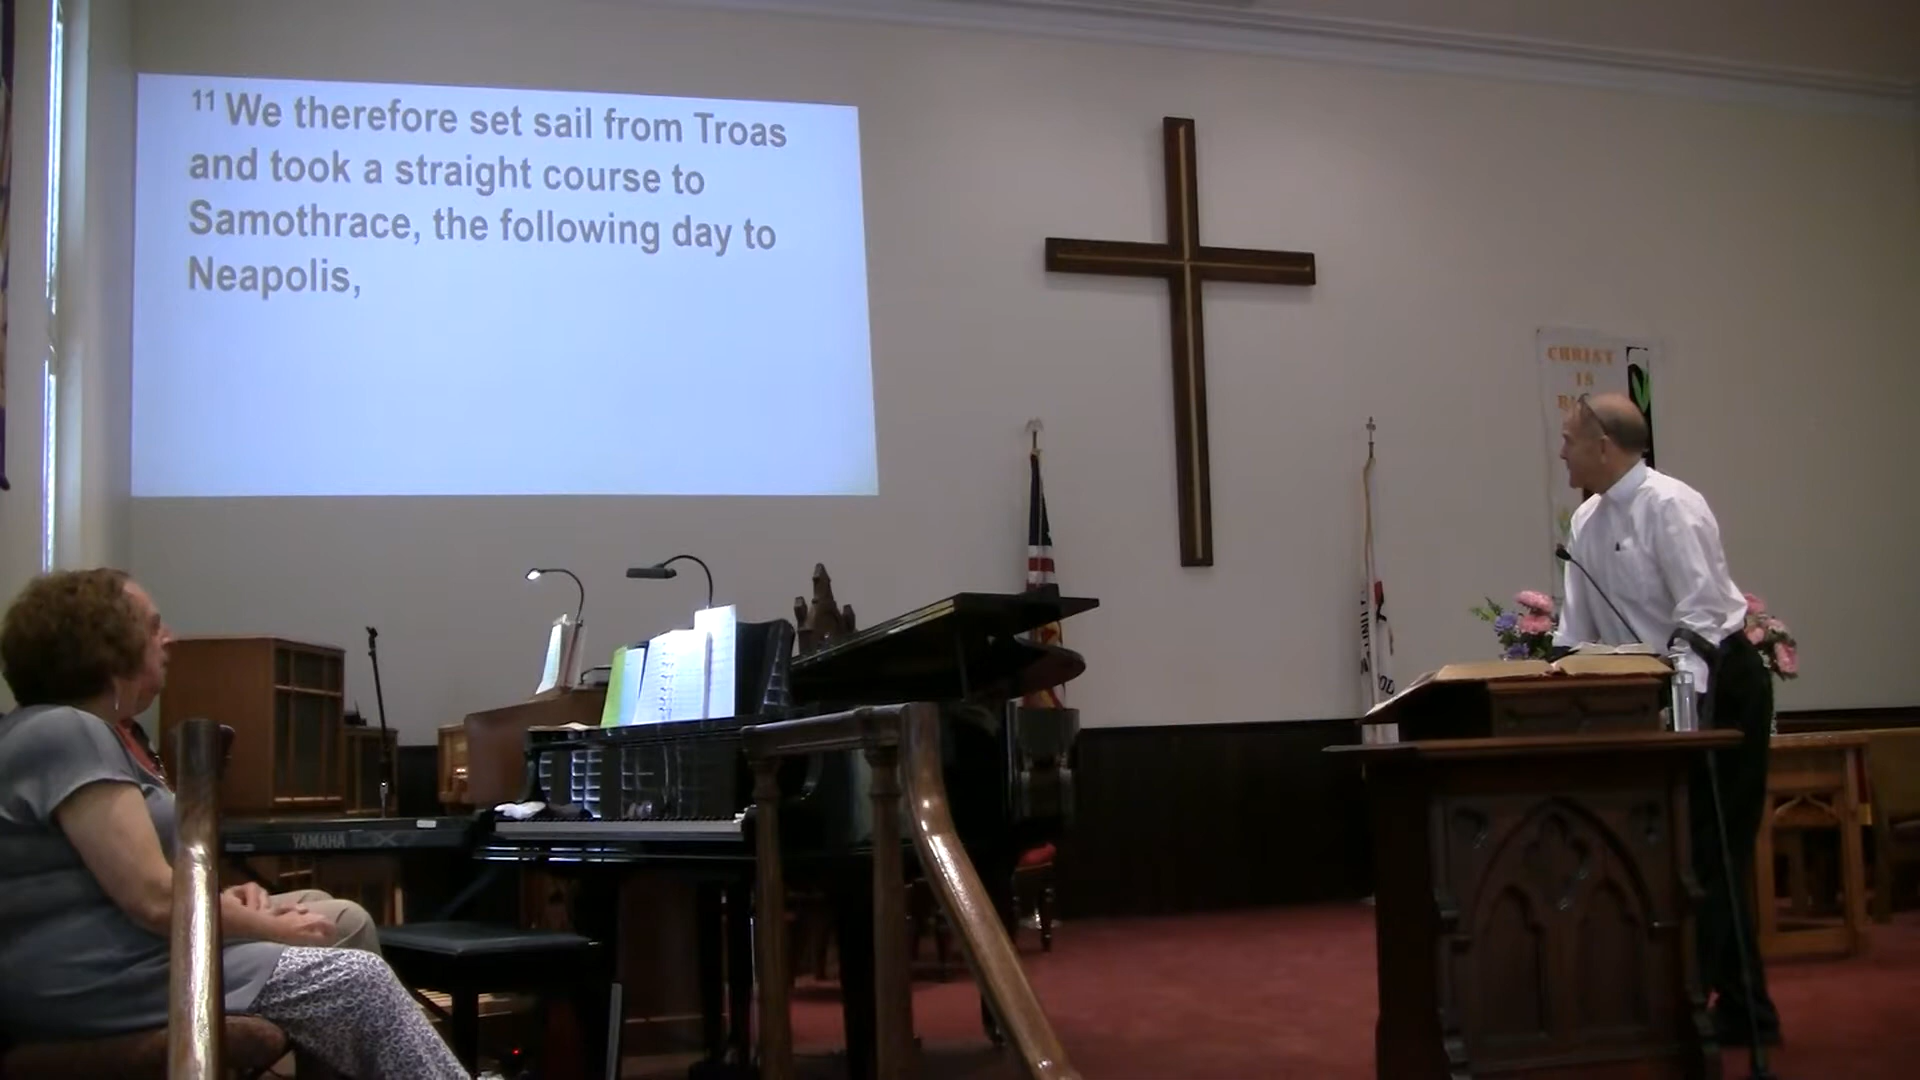 11 We therefore set sail from Troas
and took a straight course to
Samothrace, the following day to
Neapolis,
CHRIST
IS
YAMAHA